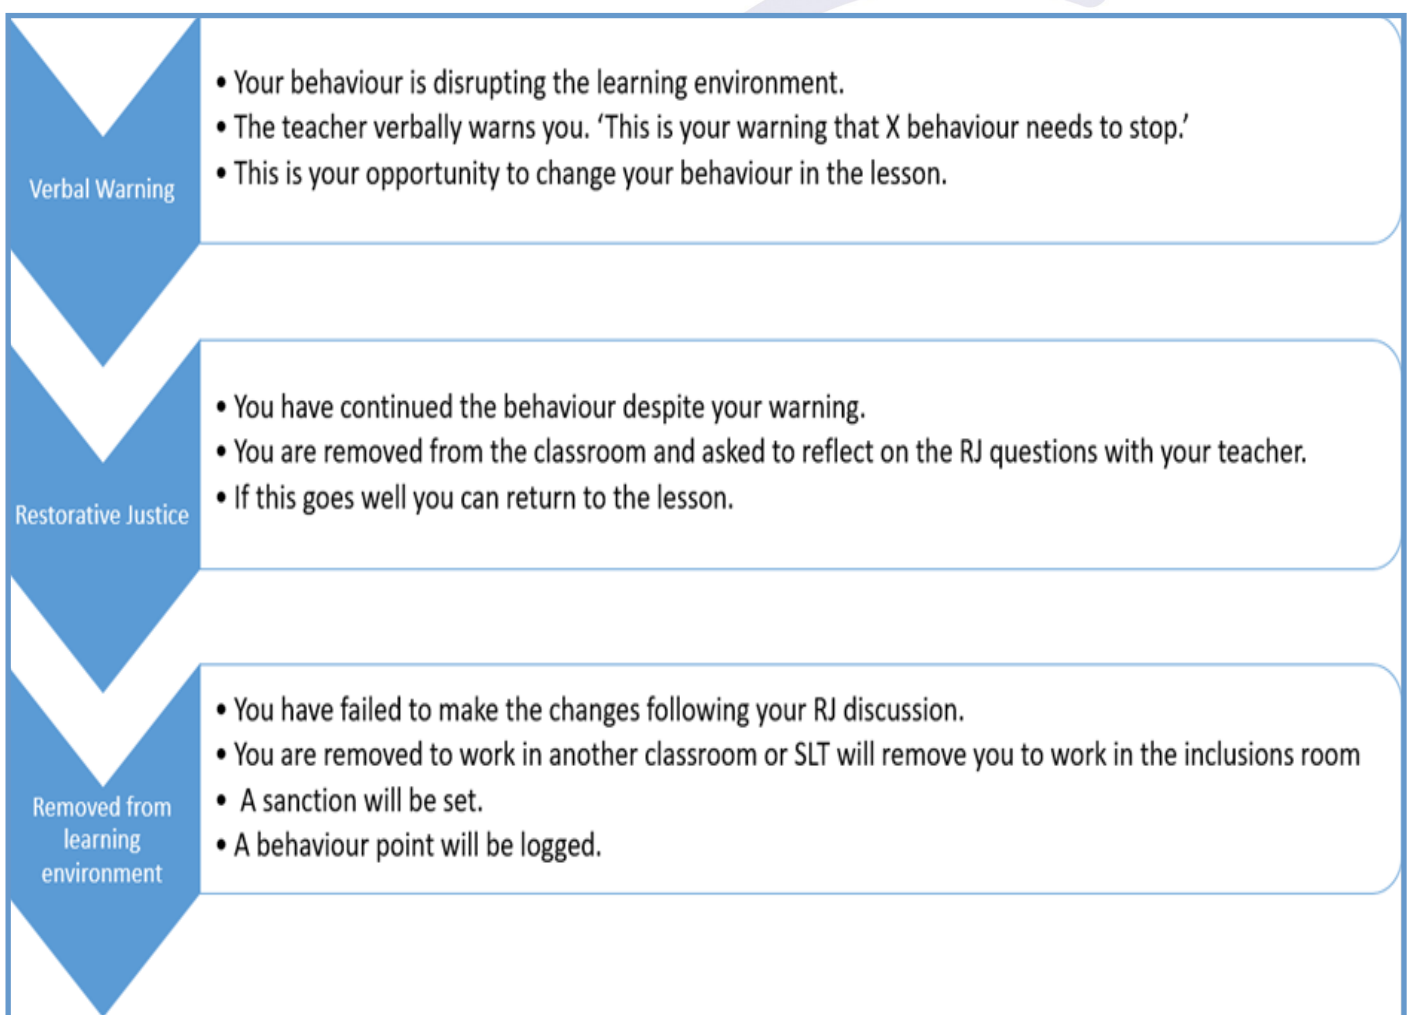 Verbal Warning
• Your behaviour is disrupting the learning environment.
• The teacher verbally warns you. ‘This is your warning that X behaviour needs to stop.’
• This is your opportunity to change your behaviour in the lesson.
Restorative Justice
• You have continued the behaviour despite your warning.
• You are removed from the classroom and asked to reflect on the RJ questions with your teacher.
• If this goes well you can return to the lesson.
Removed from
learning
environment
• You have failed to make the changes following your RJ discussion.
• You are removed to work in another classroom or SLT will remove you to work in the inclusions room
• A sanction will be set.
• A behaviour point will be logged.